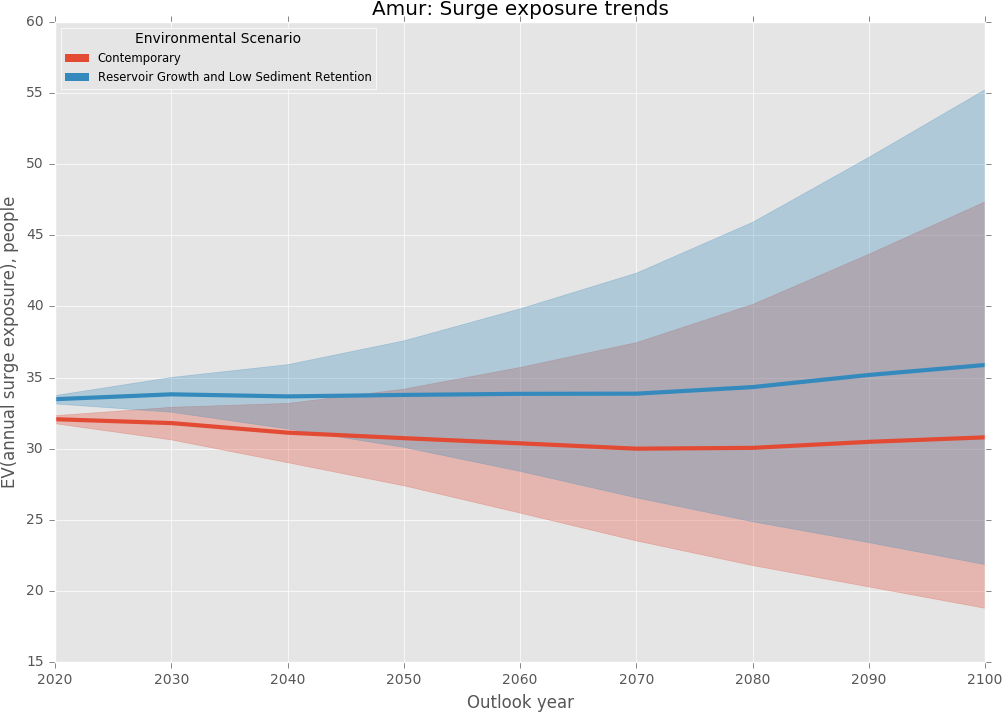 Amur: Surge exposure trends
Environmental Scenario
Contemporary
Reservoir Growth and Low Sediment Retention
EV(annual surge exposure), people
60
55
50
45
40
35
30
25
20
15
2020 2030 2040 2050 2060 2070 2080 2090 2100
Outlook year